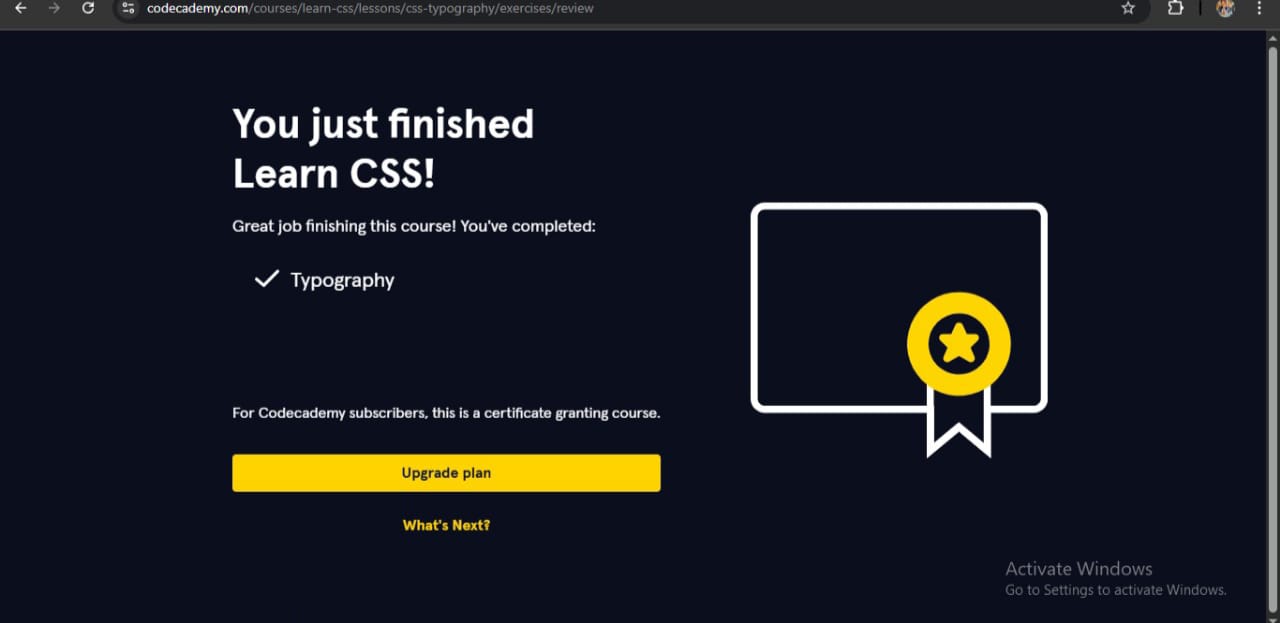 codecademy.com/courses/learn-css/lessons/css-typography/exercises/review
You just finished
Learn CSS!
Great job finishing this course! You've completed:
Typography
For Codecademy subscribers, this is a certificate granting course.
Upgrade plan
What's Next?
Activate Windows
Go to Settings to activate Windows.